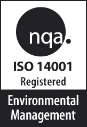 nqa.
ISO 14001
Registered
Environmental
Management